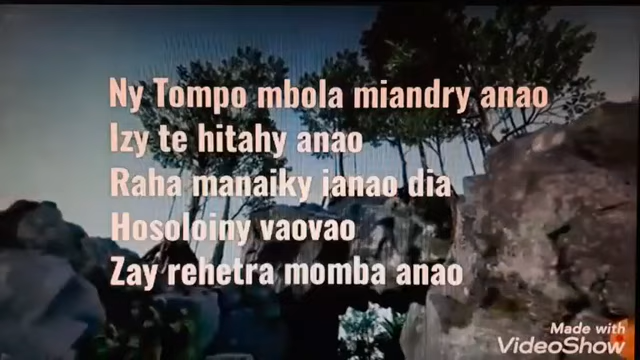 Ny Tompo mbola miandry anao
Izy te hitahy anao
Raha manaiky ianao dia
Hosoloiny vaovao
Zay rehetra momba anao
Made with
VideoShow